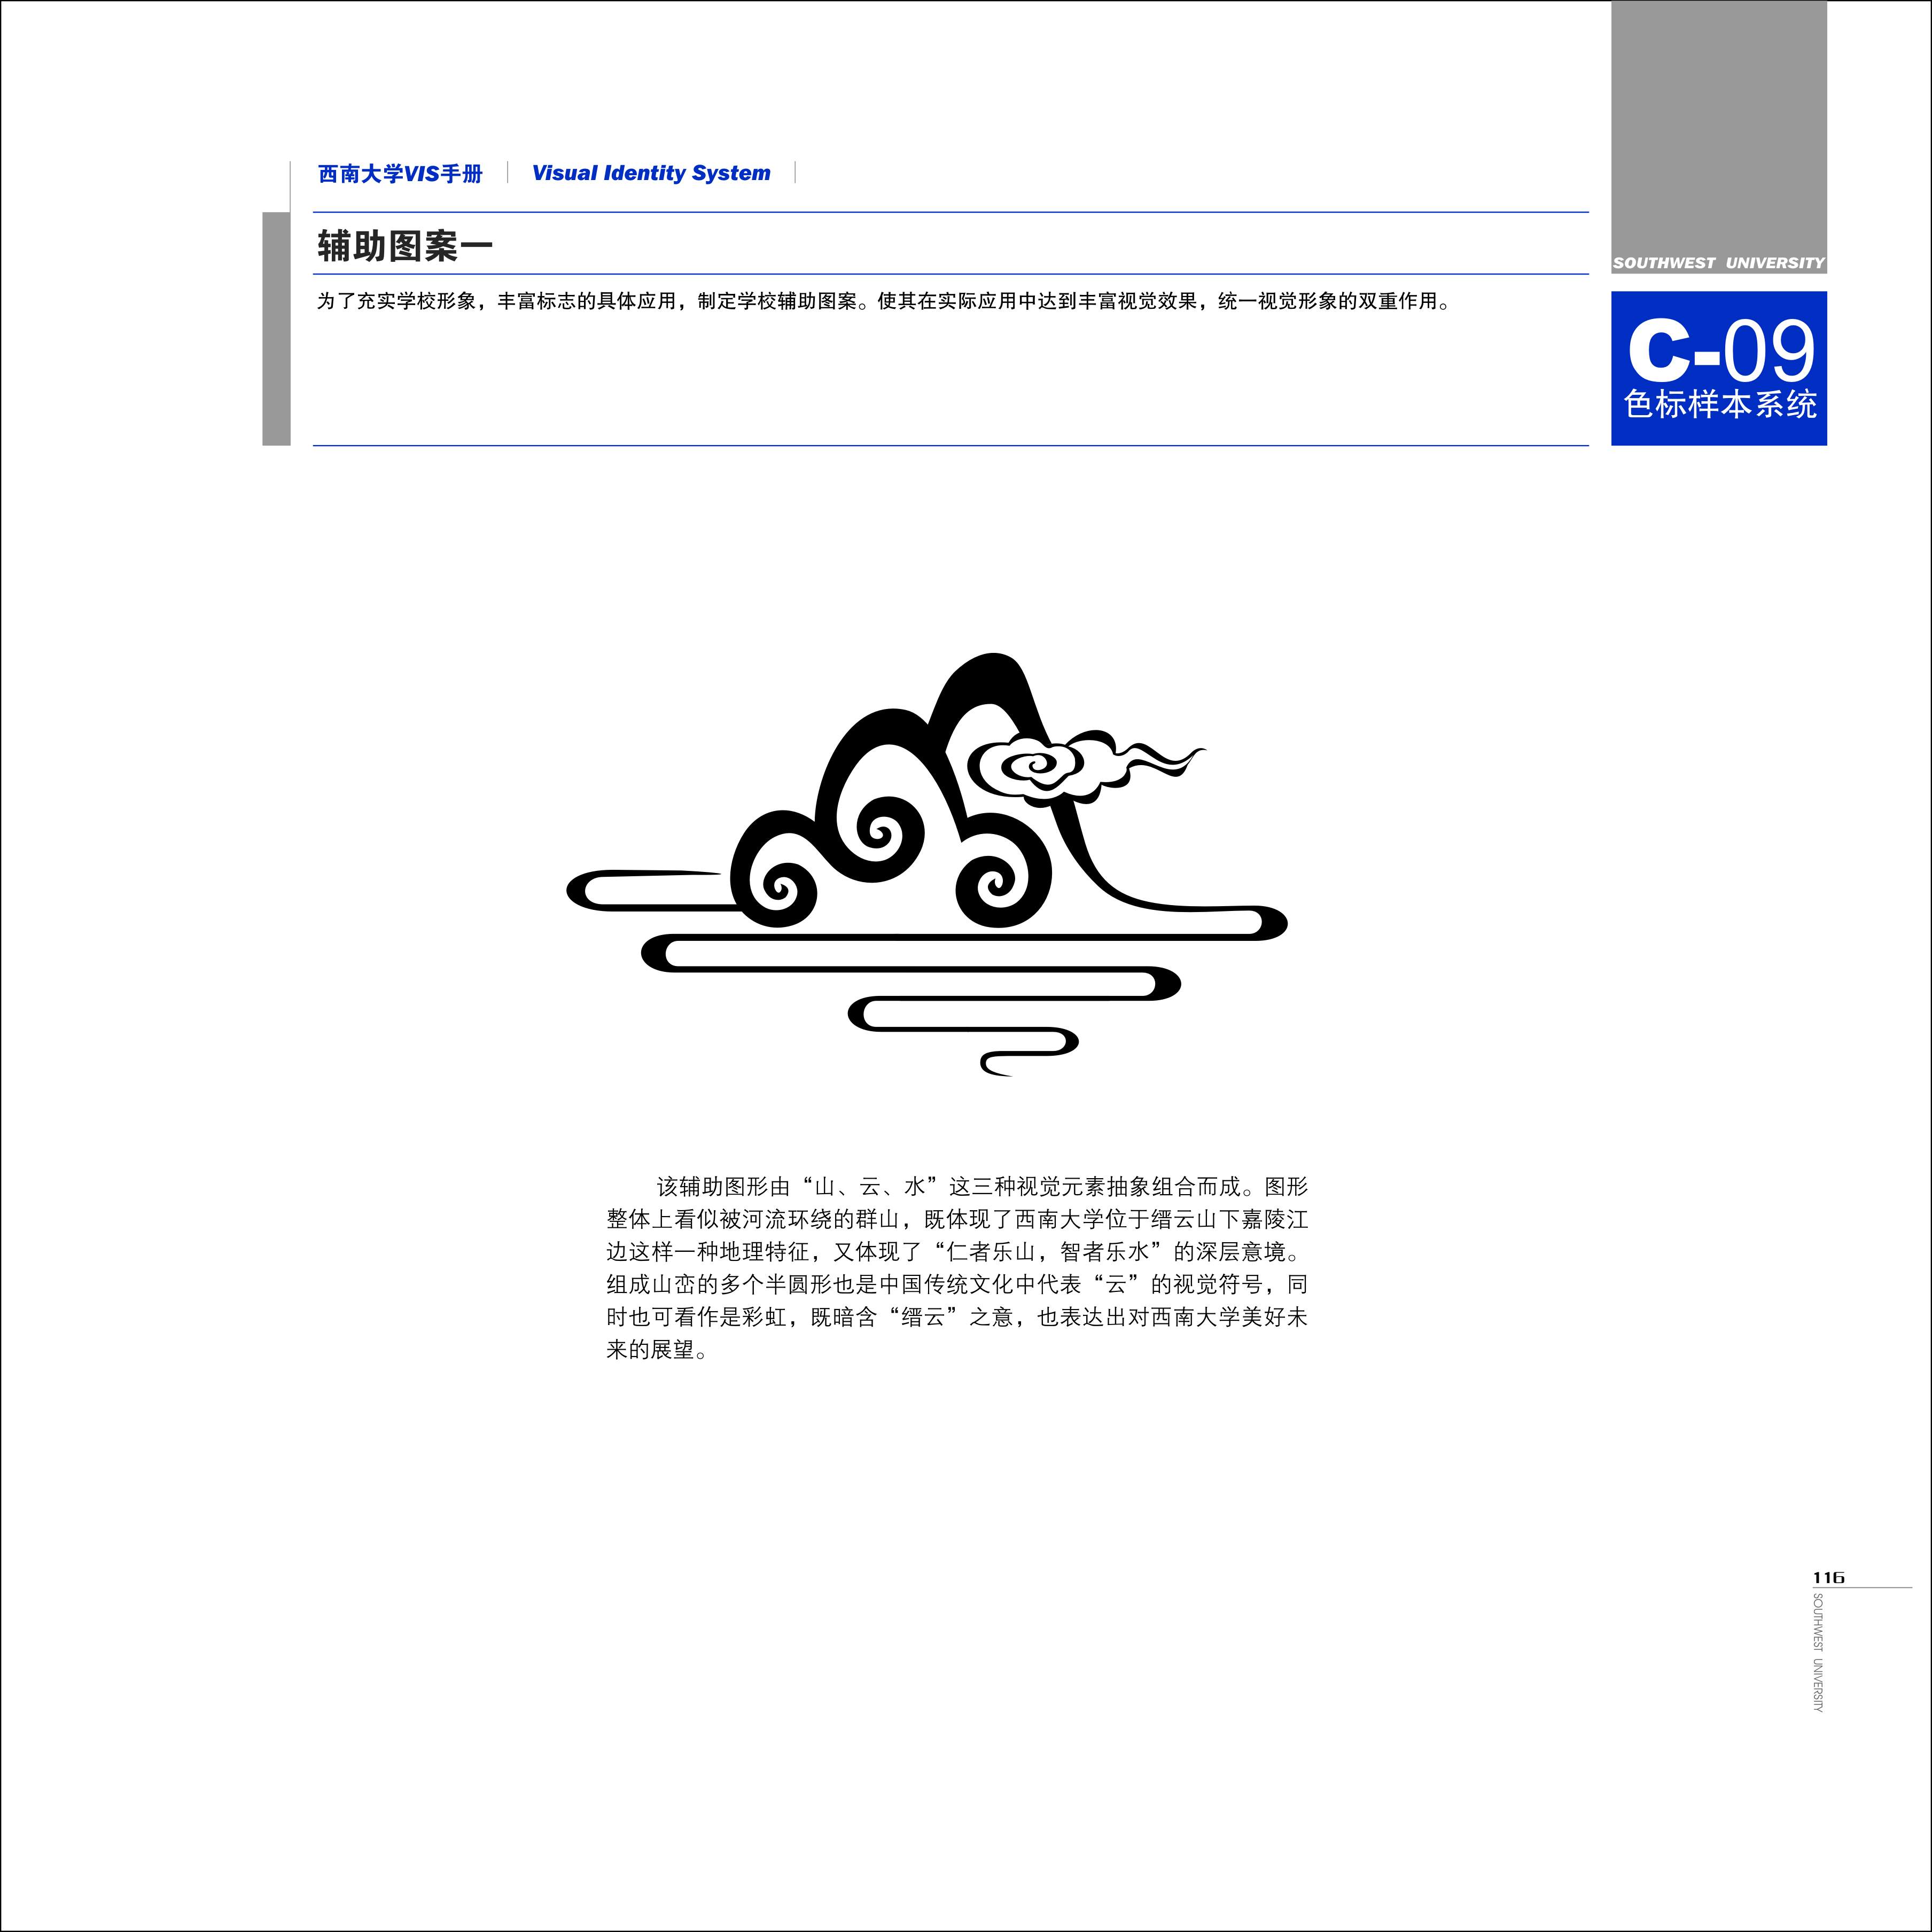 西南大学VIS手册
Visual Identity System
辅助图案一
为了充实学校形象，丰富标志的具体应用，制定学校辅助图案。使其在实际应用中达到丰富视觉效果，统一视觉形象的双重作用。
SOUTHWEST UNIVERSITY
C-09
色标样本系统
该辅助图形由“山、云、水”这三种视觉元素抽象组合而成。图形
整体上看似被河流环绕的群山，既体现了西南大学位于缙云山下嘉陵江
边这样一种地理特征，又体现了“仁者乐山，智者乐水”的深层意境。
组成山峦的多个半圆形也是中国传统文化中代表“云”的视觉符号，同
时也可看作是彩虹，既暗含“缙云”之意，也表达出对西南大学美好未
来的展望。
116
SOUTHWEST UNIVERSITY